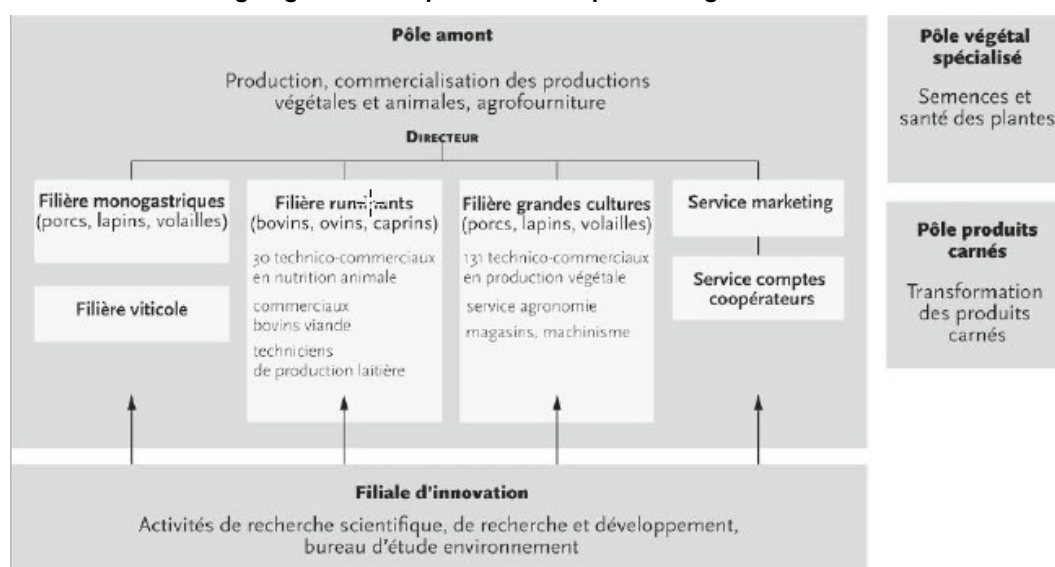 Pôle amont
Production, commercialisation des productions
végétales et animales, agrofourniture
DIRECTEUR
Filière monogastriques
(porcs, lapins, volailles)
Filière viticole
Filière ruminants
(bovins, ovins, caprins)
30 technico-commerciaux
en nutrition animale
commerciaux
bovins viande
techniciens
de production laitière
Filière grandes cultures
(porcs, lapins, volailles)
131 technico-commerciaux
en production végétale
service agronomie
magasins, machinisme
Service marketing
Service comptes
coopérateurs
Filiale d'innovation
Activités de recherche scientifique, de recherche et développement,
bureau d'étude environnement
Pôle végétal
spécialisé
Semences et
santé des plantes
Pôle produits
carnés
Transformation
des produits
carnés